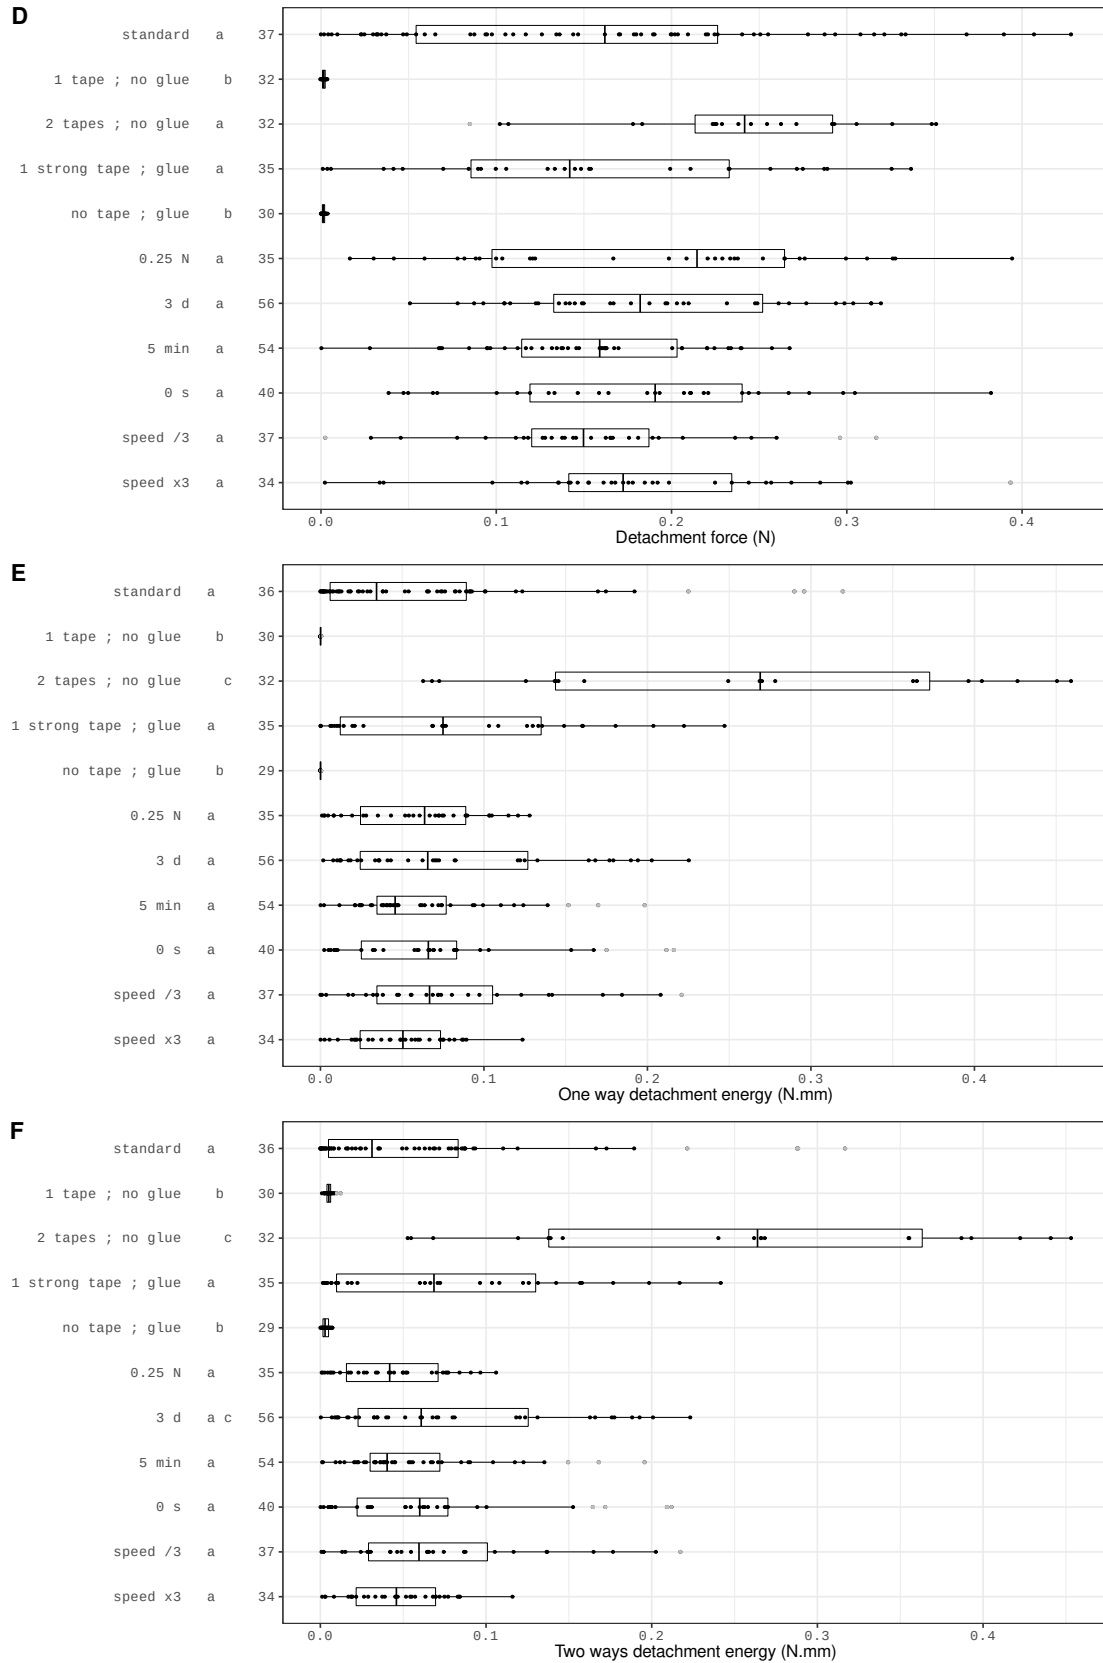 D
standard a 37
1 tape ; no glue b 32
2 tapes ; no glue a 32
1 strong tape ; glue a 35
no tape ; glue b 30
0.25 N a 35
3 d a 56
5 min a 54
0 s a 40
speed /3 a 37
speed x3 a 34
0.0 0.1 0.2 0.3 0.4
Detachment force (N)
E
standard a 36
1 tape ; no glue b 30
2 tapes ; no glue c 32
1 strong tape ; glue a 35
no tape ; glue b 29
0.25 N a 35
3 d a 56
5 min a 54
0 s a 40
speed /3 a 37
speed x3 a 34
0.0 0.1 0.2 0.3 0.4
One way detachment energy (N.mm)
F
standard a 36
1 tape ; no glue b 30
2 tapes ; no glue c 32
1 strong tape ; glue a 35
no tape ; glue b 29
0.25 N a 35
3 d a c 56
5 min a 54
0 s a 40
speed /3 a 37
speed x3 a 34
0.0 0.1 0.2 0.3 0.4
Two ways detachment energy (N.mm)